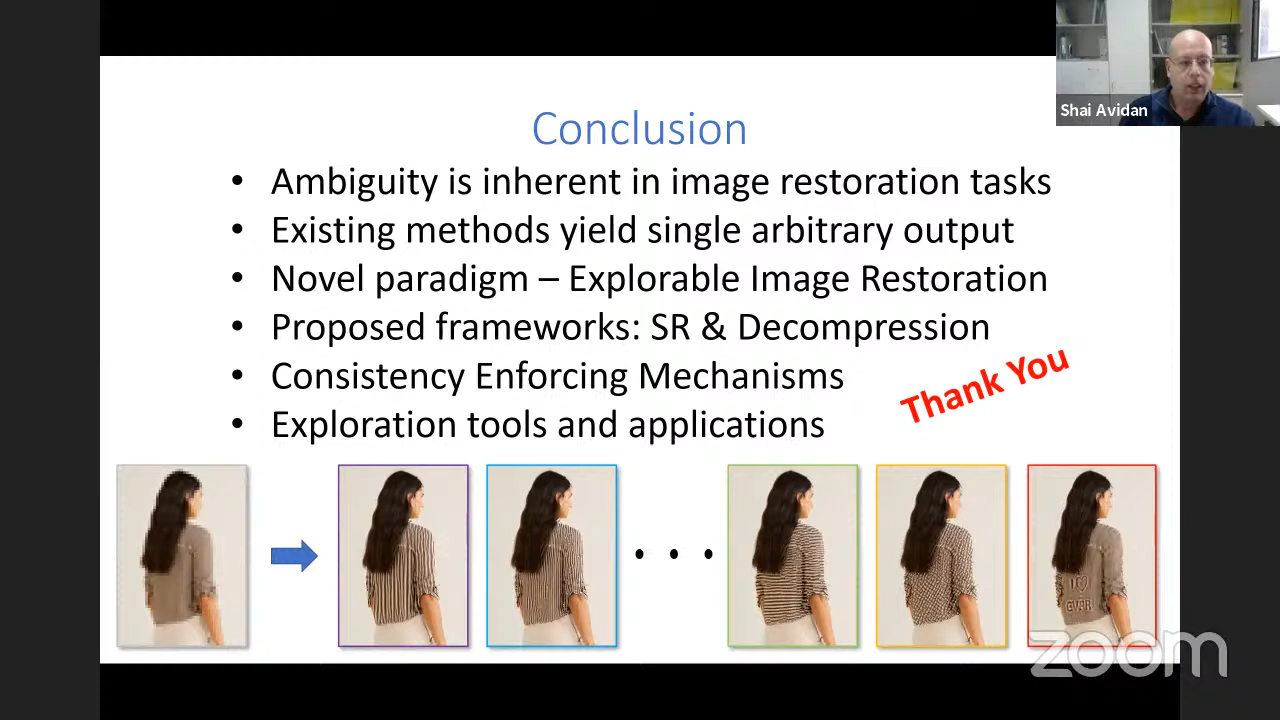 Shai Avidan
Conclusion
• Ambiguity is inherent in image restoration tasks
• Existing methods yield single arbitrary output
• Novel paradigm – Explorable Image Restoration
• Proposed frameworks: SR & Decompression
• Consistency Enforcing Mechanisms
• Exploration tools and applications
Thank You
zoom